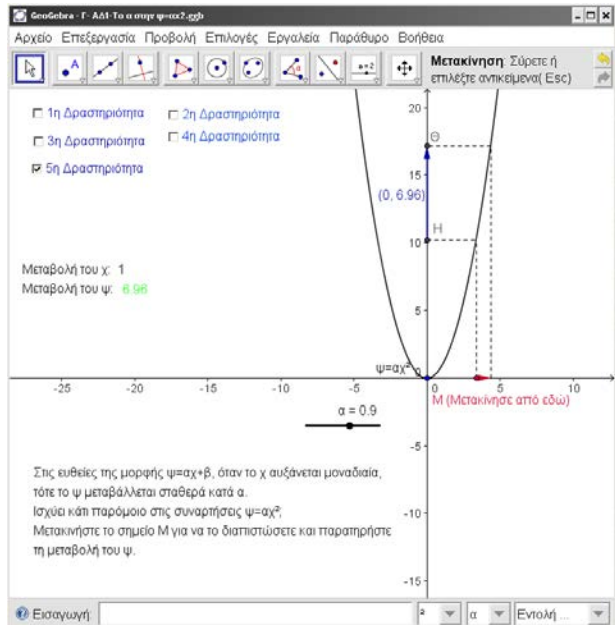 GeoGebra - Γ- ΑΔ1-Το α στην ψ=αχ2.ggb
Αρχείο Επεξεργασία Προβολή Επιλογές Εργαλεία Παράθυρο Βοήθεια
Μετακίνηση: Σύρετε ή
επιλέξτε αντικείμενα( Esc)
1η Δραστηριότητα
2η Δραστηριότητα
3η Δραστηριότητα
4η Δραστηριότητα
5η Δραστηριότητα
Μεταβολή του χ: 1
Μεταβολή του ψ: 6.96
20
Θ
15
(0, 6.96)
Η
10
5
ψ=αχ²
0
-25 -20 -15 -10 -5 0 5 10
Μ (Μετακίνησε από εδώ)
α = 0.9
-5
-10
-15
Στις ευθείες της μορφής ψ=αχ+β, όταν το χ αυξάνεται μοναδιαία,
τότε το ψ μεταβάλλεται σταθερά κατά α.
Ισχύει κάτι παρόμοιο στις συναρτήσεις ψ=αχ²;
Μετακινήστε το σημείο Μ για να το διαπιστώσετε και παρατηρήστε
τη μεταβολή του ψ.
Εισαγωγή: ² α Εντολή ...